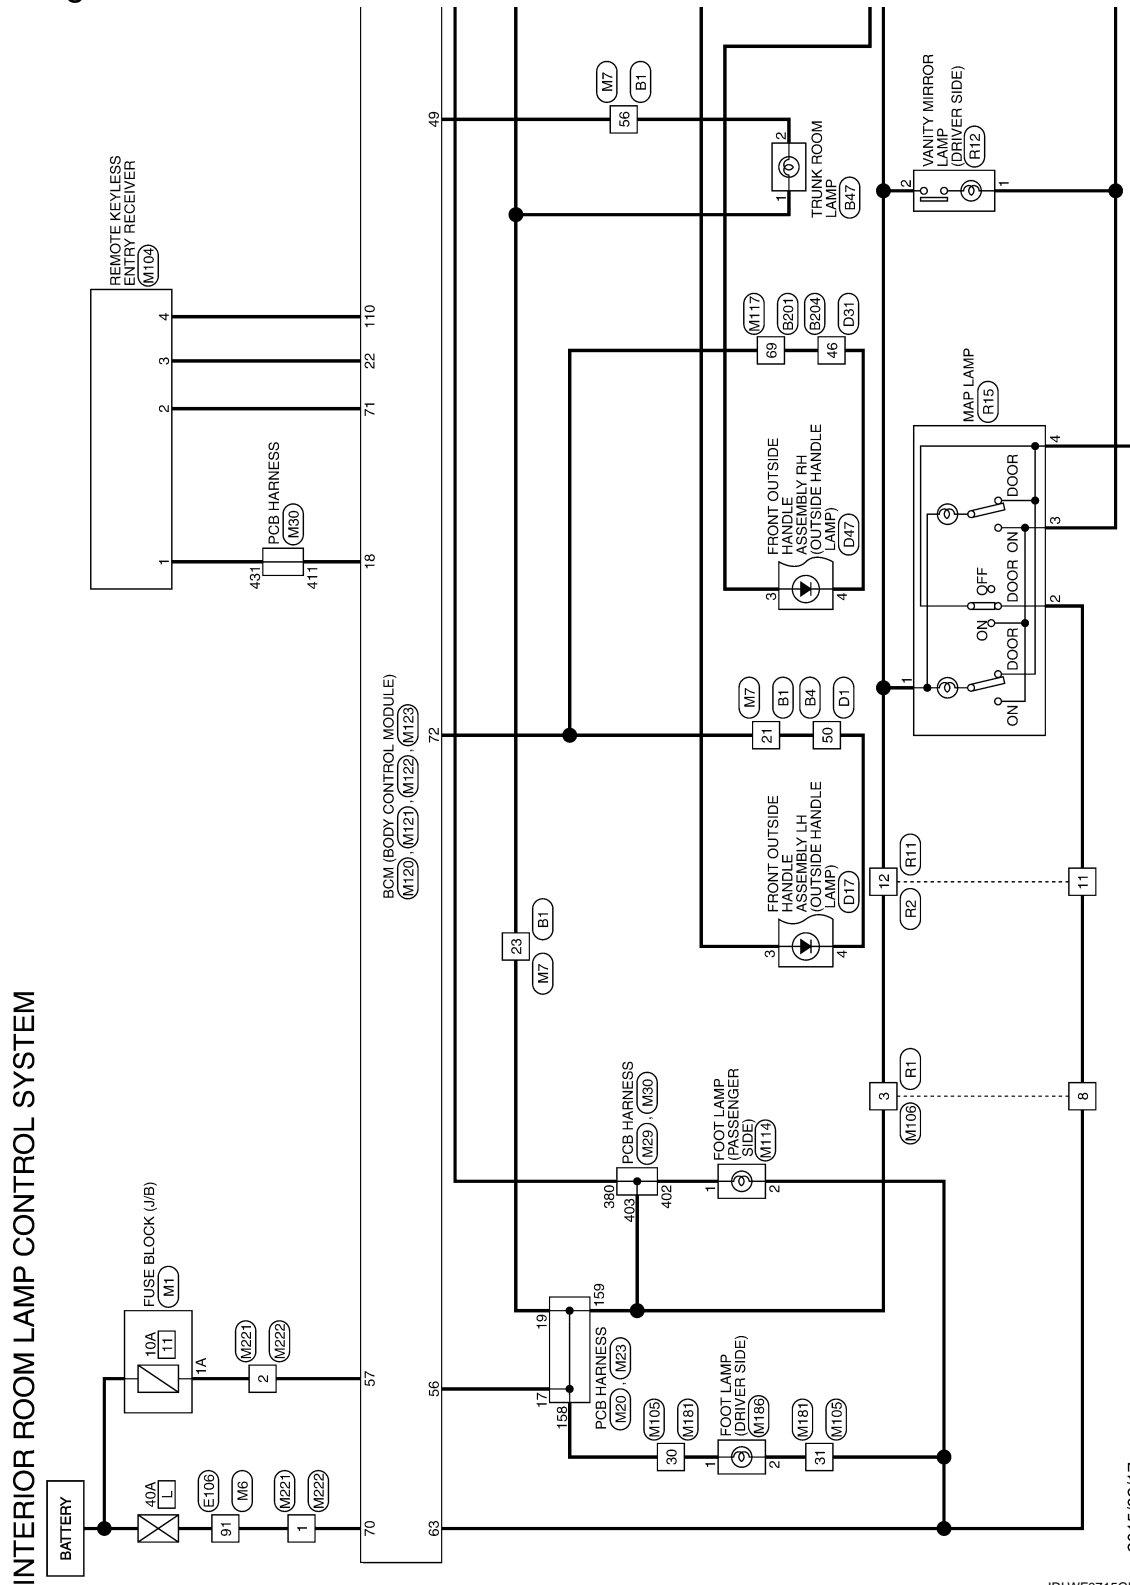 INTERIOR ROOM LAMP CONTROL SYSTEM
BATTERY
40A
L
E106
91
M6
M221
1
M222
70
10A
11
FUSE BLOCK (J/B)
M1
1A
M221
2
M222
57
REMOTE KEYLESS
ENTRY RECEIVER
M104
1
2
3
4
431
411
PCB HARNESS
M30
18
71
22
110
BCM (BODY CONTROL MODULE)
M120 , M121 , M122 , M123
63
56
72
49
17
19
158
159
PCB HARNESS
M20 , M23
M105
30
M181
1
2
FOOT LAMP
(DRIVER SIDE)
M186
M181
31
M105
380
403
402
PCB HARNESS
M29 , M30
1
2
FOOT LAMP
(PASSENGER
SIDE)
M114
23
M7
B1
M7
21
B1
B4
50
D1
3
4
FRONT OUTSIDE
HANDLE
ASSEMBLY LH
(OUTSIDE HANDLE
LAMP)
D17
M117
69
B201
B204
46
D31
3
4
FRONT OUTSIDE
HANDLE
ASSEMBLY RH
(OUTSIDE HANDLE
LAMP)
D47
M7
56
B1
1
2
TRUNK ROOM
LAMP
B47
3
M106
R1
8
12
R2
R11
11
MAP LAMP
R15
1
2
3
4
ON
DOOR
ON
OFF
DOOR
ON
DOOR
VANITY MIRROR
LAMP
(DRIVER SIDE)
R12
2
1